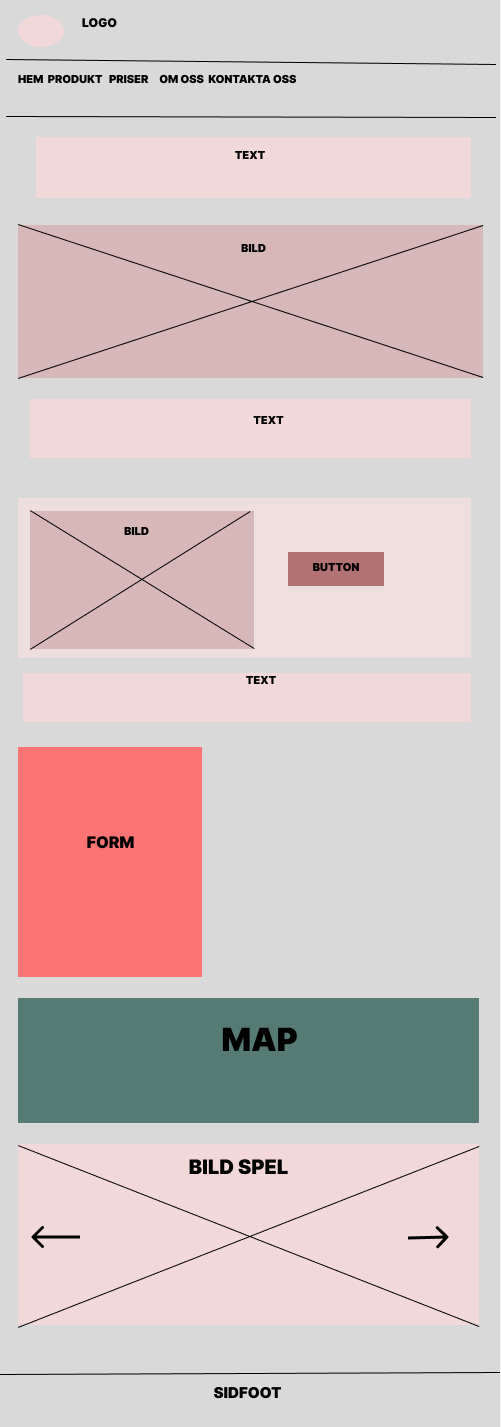 LOGO
HEM PRODUKT PRISER OM OSS KONTAKTA OSS
TEXT
BILD
TEXT
BILD
BUTTON
TEXT
FORM
MAP
BILD SPEL
SIDFOOT